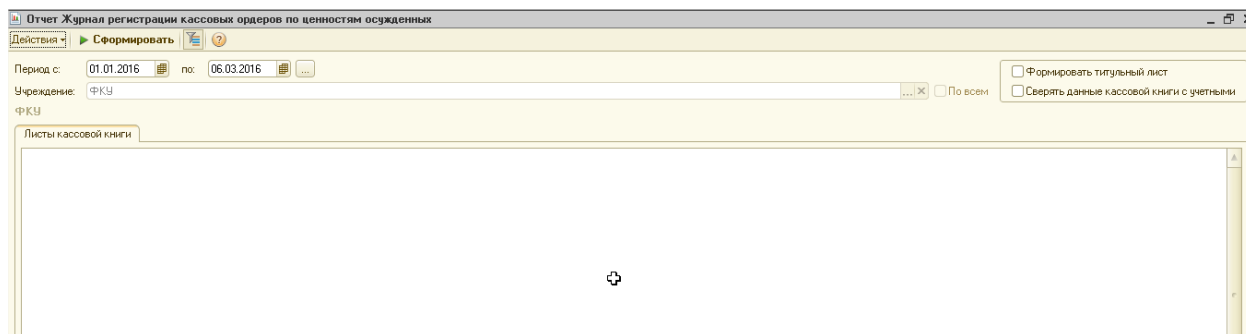 Отчет Журнал регистрации кассовых ордеров по ценностям осужденных
Действия Сформировать
Период с: 01.01.2016 по: 06.03.2016 ...
Формировать титульный лист
Учреждение: ФКУ ... По всем
Сверять данные кассовой книги с учетными
ФКУ
Листы кассовой книги